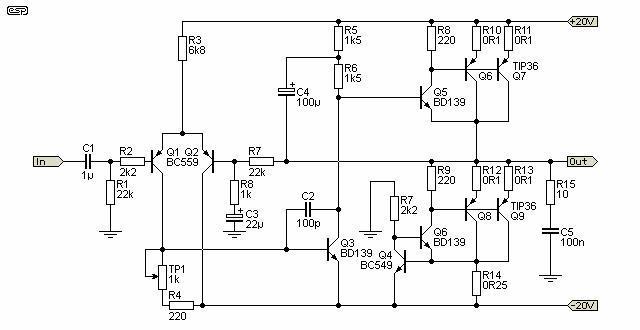 esp
+20V
R3
6k8
R5
1k5
R8
220
R10
0R1
R11
0R1
R6
1k5
Q6
TIP36
Q7
C4
100µ
Q5
BD139
In
C1
1µ
R2
2k2
Q1
Q2
BC559
R7
22k
Out
R1
22k
R8
1k
C3
22µ
C2
100p
R9
220
R12
0R1
R13
0R1
R15
10
R7
2k2
TIP36
Q9
Q8
Q6
BD139
C5
100n
Q3
BD139
Q4
BC549
TP1
1k
R14
0R25
R4
220
-20V